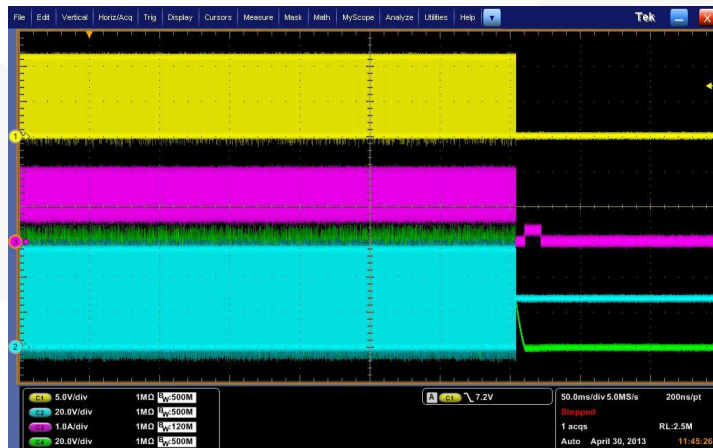 File Edit Vertical Horiz/Acq Trig Display Cursors Measure Mask Math MyScope Analyze Utilities Help Tek X
1
3
2
C1 5.0V/div 1MΩ BW:500M
C2 20.0V/div 1MΩ BW:500M
C3 1.0A/div 1MΩ BW:120M
C4 20.0V/div 1MΩ BW:500M
A C1 7.2V
50.0ms/div 5.0MS/s 200ns/pt
Stopped
1 acqs RL:2.5M
Auto April 30, 2013 11:45:26